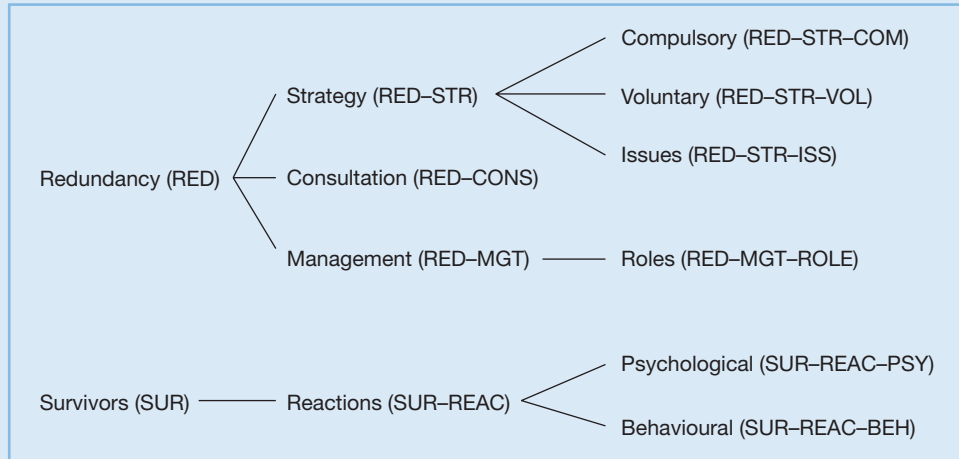 Compulsory (RED–STR–COM)
Strategy (RED–STR)
Voluntary (RED–STR–VOL)
Issues (RED–STR–ISS)
Redundancy (RED)
Consultation (RED–CONS)
Management (RED–MGT)
Roles (RED–MGT–ROLE)
Psychological (SUR–REAC–PSY)
Survivors (SUR)
Reactions (SUR–REAC)
Behavioural (SUR–REAC–BEH)